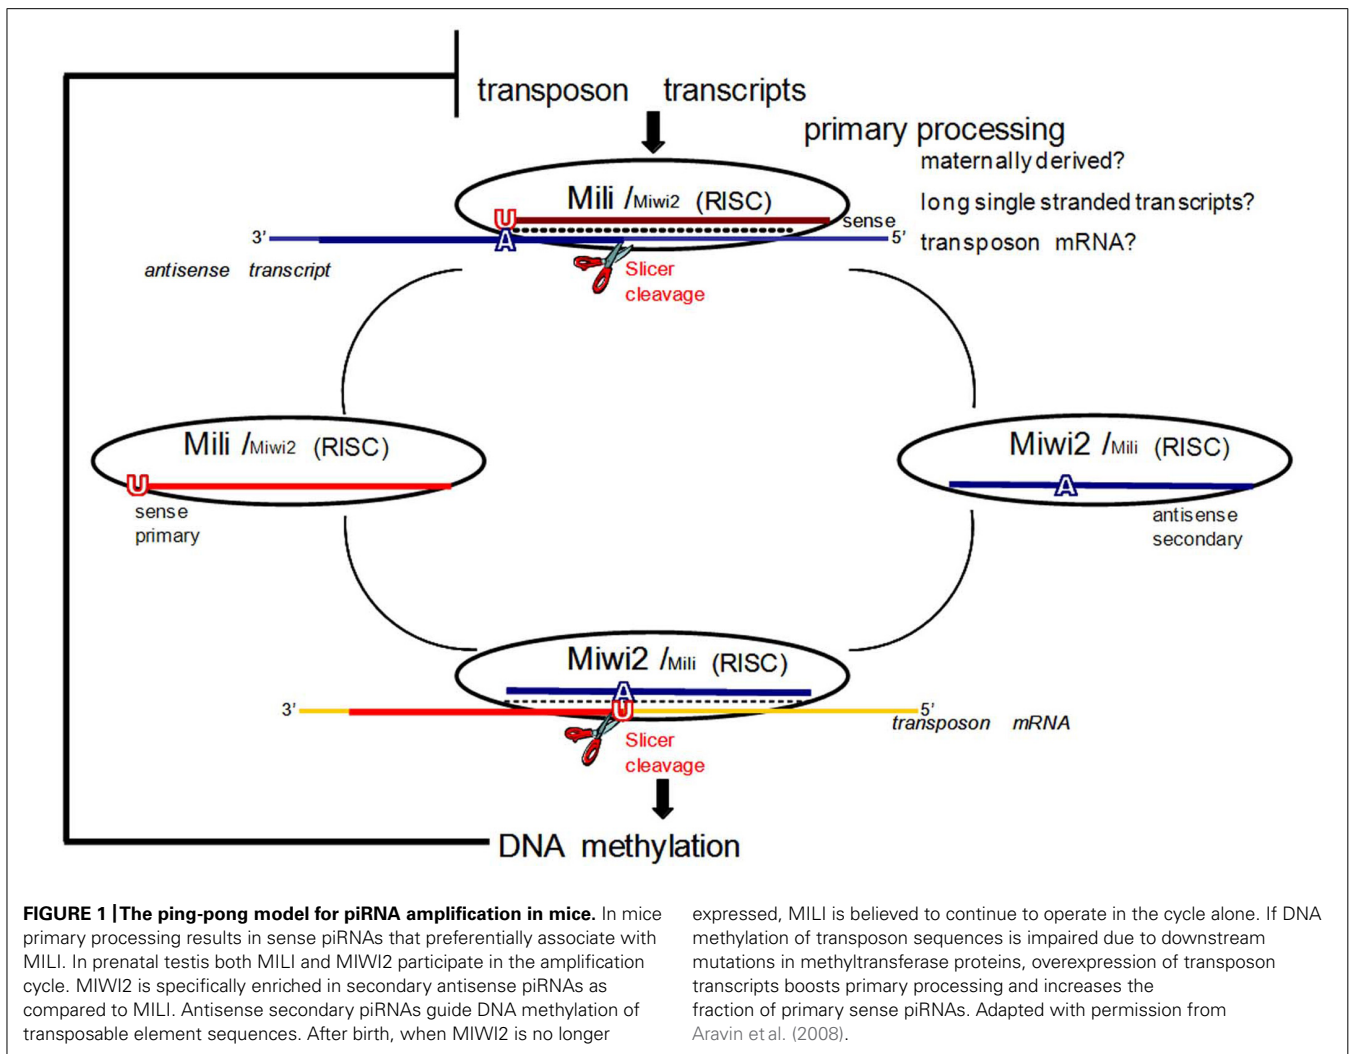 transposon transcripts
primary processing
maternally derived?
long single stranded transcripts?
transposon mRNA?
Mili /Miwi2 (RISC)
U
sense
3'
A
5'
antisense transcript
Slicer
cleavage
Mili /Miwi2 (RISC)
U
sense
primary
Miwi2 /Mili (RISC)
A
antisense
secondary
Miwi2 /Mili (RISC)
A
3'
U
5'
transposon mRNA
Slicer
cleavage
DNA methylation
FIGURE 1 | The ping-pong model for piRNA amplification in mice. In mice
primary processing results in sense piRNAs that preferentially associate with
MILI. In prenatal testis both MILI and MIWI2 participate in the amplification
cycle. MIWI2 is specifically enriched in secondary antisense piRNAs as
compared to MILI. Antisense secondary piRNAs guide DNA methylation of
transposable element sequences. After birth, when MIWI2 is no longer
expressed, MILI is believed to continue to operate in the cycle alone. If DNA
methylation of transposon sequences is impaired due to downstream
mutations in methyltransferase proteins, overexpression of transposon
transcripts boosts primary processing and increases the
fraction of primary sense piRNAs. Adapted with permission from
Aravin et al. (2008).